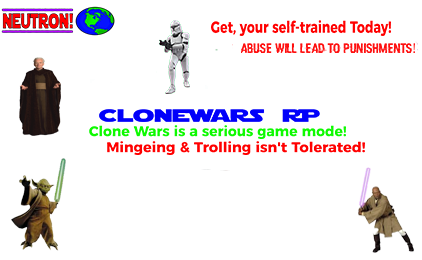 NEUTRON!
Get, your self-trained Today!
ABUSE WILL LEAD TO PUNISHMENTS!
CLONEWARS RP
Clone Wars is a serious game mode!
Mingeing & Trolling isn't Tolerated!